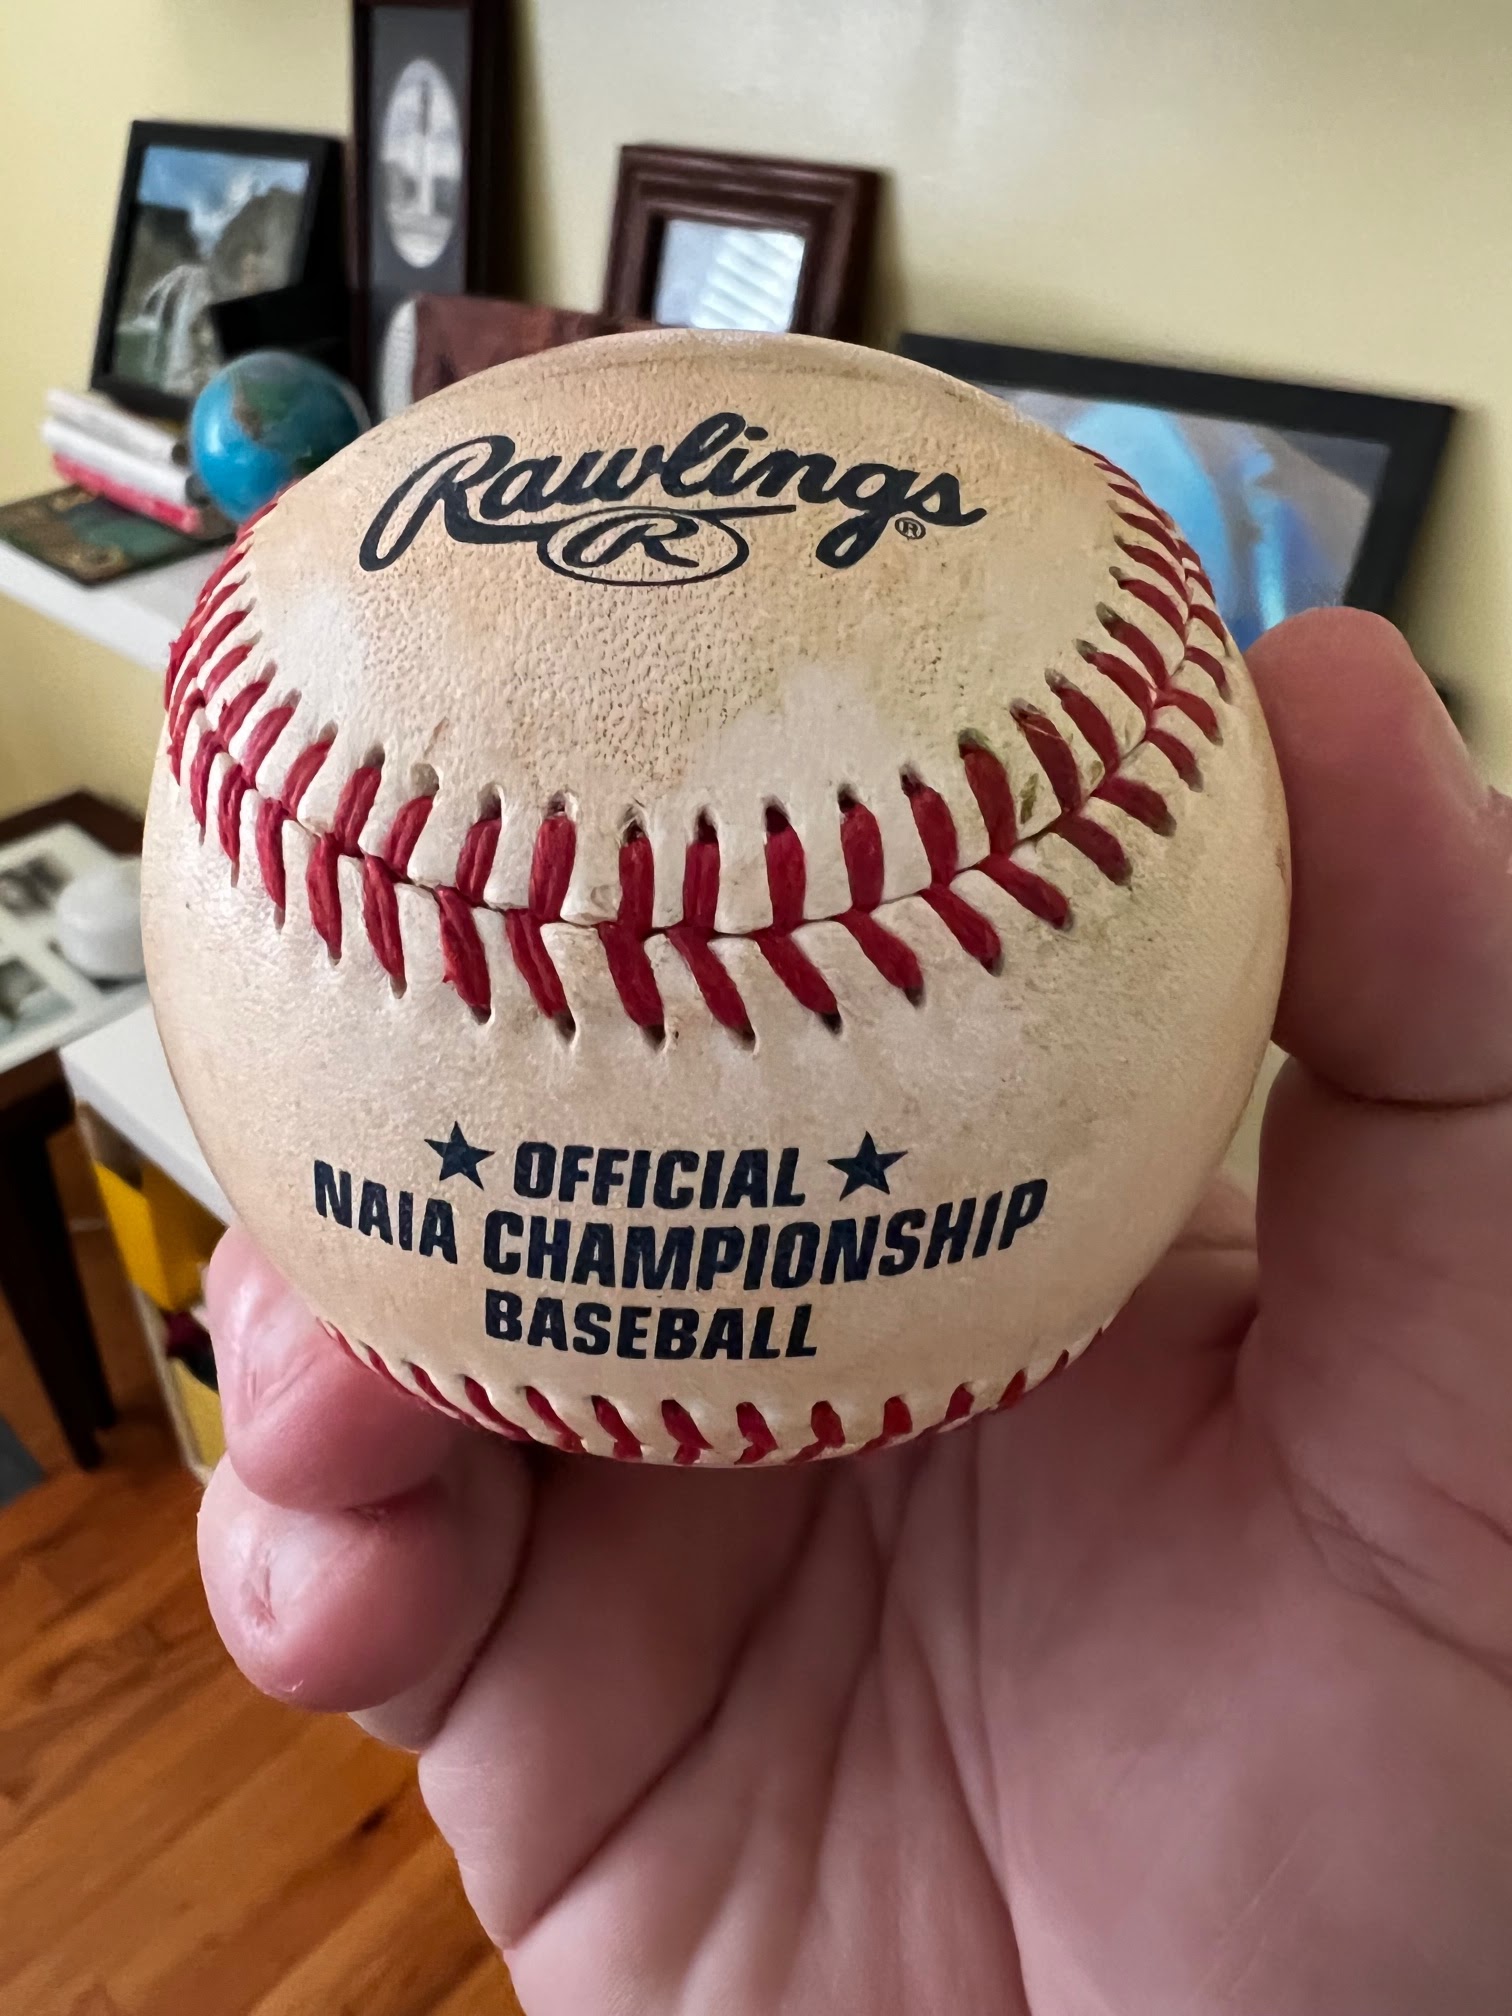 Rawlings®
R
★ OFFICIAL ★
NAIA CHAMPIONSHIP
BASEBALL